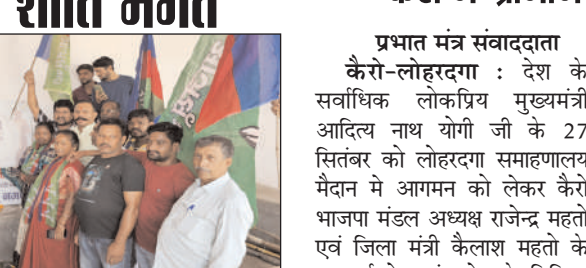 शांति भगत
प्रभात मंत्र संवाददाता
कैरो-लोहरदगा : देश के
सर्वाधिक लोकप्रिय मुख्यमंत्री
आदित्य नाथ योगी जी के 27
सितंबर को लोहरदगा समाहणालय
मैदान मे आगमन को लेकर कैरो
भाजपा मंडल अध्यक्ष राजेन्द्र महतो
एवं जिला मंत्री कैलाश महतो के